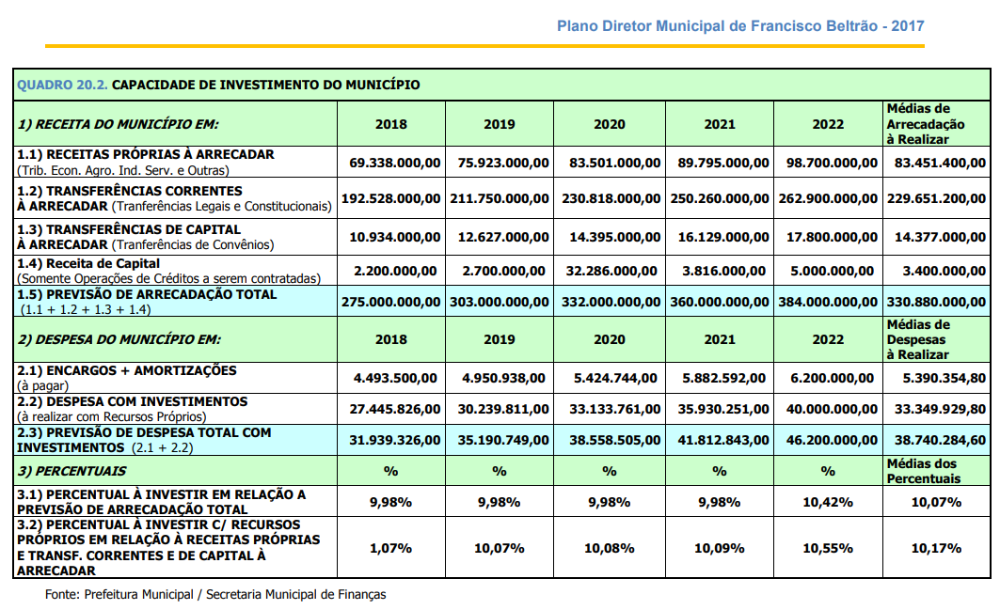 Plano Diretor Municipal de Francisco Beltrão - 2017
QUADRO 20.2. CAPACIDADE DE INVESTIMENTO DO MUNICÍPIO
1) RECEITA DO MUNICÍPIO EM: 2018 2019 2020 2021 2022 Médias de
Arrecadação
à Realizar
1.1) RECEITAS PRÓPRIAS À ARRECADAR
(Trib. Econ. Agro. Ind. Serv. e Outras) 69.338.000,00 75.923.000,00 83.501.000,00 89.795.000,00 98.700.000,00 83.451.400,00
1.2) TRANSFERÊNCIAS CORRENTES
À ARRECADAR (Tranferências Legais e Constitucionais) 192.528.000,00 211.750.000,00 230.818.000,00 250.260.000,00 262.900.000,00 229.651.200,00
1.3) TRANSFERÊNCIAS DE CAPITAL
À ARRECADAR (Tranferências de Convênios) 10.934.000,00 12.627.000,00 14.395.000,00 16.129.000,00 17.800.000,00 14.377.000,00
1.4) Receita de Capital
(Somente Operações de Créditos a serem contratadas) 2.200.000,00 2.700.000,00 32.286.000,00 3.816.000,00 5.000.000,00 3.400.000,00
1.5) PREVISÃO DE ARRECADAÇÃO TOTAL
(1.1 + 1.2 + 1.3 + 1.4) 275.000.000,00 303.000.000,00 332.000.000,00 360.000.000,00 384.000.000,00 330.880.000,00
2) DESPESA DO MUNICÍPIO EM: 2018 2019 2020 2021 2022 Médias de
Despesas
à Realizar
2.1) ENCARGOS + AMORTIZAÇÕES
(à pagar) 4.493.500,00 4.950.938,00 5.424.744,00 5.882.592,00 6.200.000,00 5.390.354,80
2.2) DESPESA COM INVESTIMENTOS
(à realizar com Recursos Próprios) 27.445.826,00 30.239.811,00 33.133.761,00 35.930.251,00 40.000.000,00 33.349.929,80
2.3) PREVISÃO DE DESPESA TOTAL COM
INVESTIMENTOS (2.1 + 2.2) 31.939.326,00 35.190.749,00 38.558.505,00 41.812.843,00 46.200.000,00 38.740.284,60
3) PERCENTUAIS % % % % % Médias dos
Percentuais
3.1) PERCENTUAL À INVESTIR EM RELAÇÃO A
PREVISÃO DE ARRECADAÇÃO TOTAL 9,98% 9,98% 9,98% 9,98% 10,42% 10,07%
3.2) PERCENTUAL À INVESTIR C/ RECURSOS
PRÓPRIOS EM RELAÇÃO À RECEITAS PRÓPRIAS
E TRANSF. CORRENTES E DE CAPITAL À
ARRECADAR 1,07% 10,07% 10,08% 10,09% 10,55% 10,17%
Fonte: Prefeitura Municipal / Secretaria Municipal de Finanças